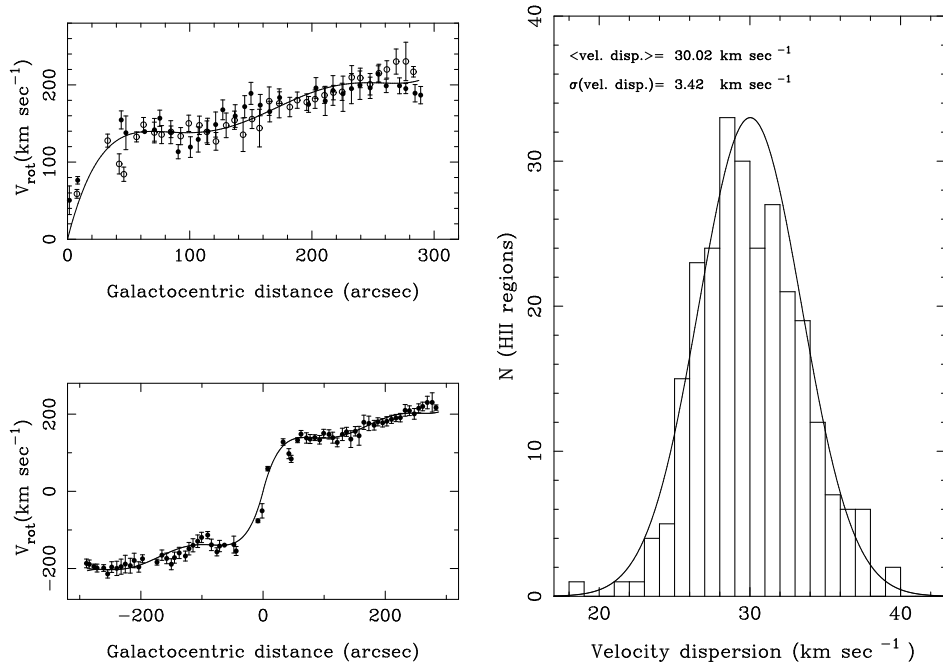 200
100
0
V_rot(km sec⁻¹)
0 100 200 300
Galactocentric distance (arcsec)
200
0
−200
V_rot(km sec⁻¹)
−200 0 200
Galactocentric distance (arcsec)
40
30
20
10
0
N (HII regions)
<vel. disp.>= 30.02 km sec ⁻¹
σ(vel. disp.)= 3.42 km sec ⁻¹
20 30 40
Velocity dispersion (km sec ⁻¹)